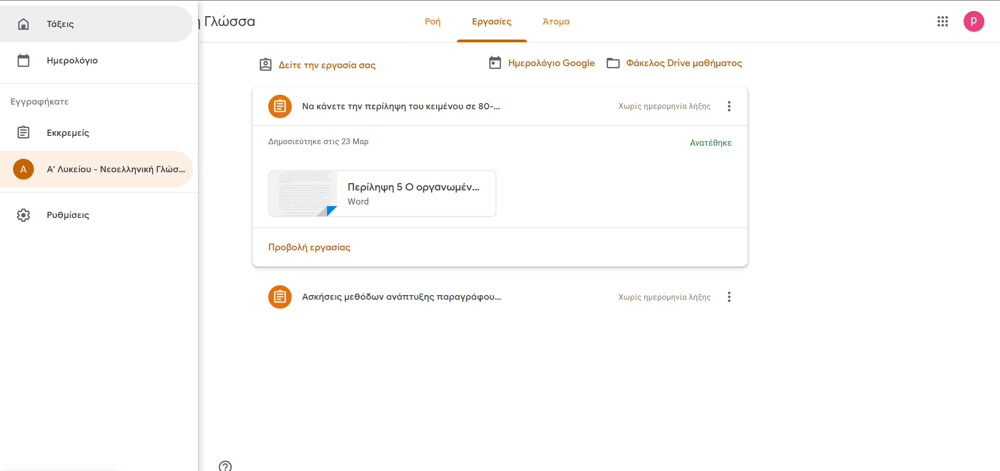 Τάξεις
Ημερολόγιο
Εγγραφήκατε
Εκκρεμείς
Α
Α' Λυκείου - Νεοελληνική Γλώσ...
Ρυθμίσεις
ή Γλώσσα
Ροή
Εργασίες
Άτομα
p
Δείτε την εργασία σας
Ημερολόγιο Google
Φάκελος Drive μαθήματος
Να κάνετε την περίληψη του κειμένου σε 80-...
Χωρίς ημερομηνία λήξης
Δημοσιεύτηκε στις 23 Μαρ
Ανατέθηκε
Περίληψη 5 Ο οργανωμέν...
Word
Προβολή εργασίας
Ασκήσεις μεθόδων ανάπτυξης παραγράφου...
Χωρίς ημερομηνία λήξης